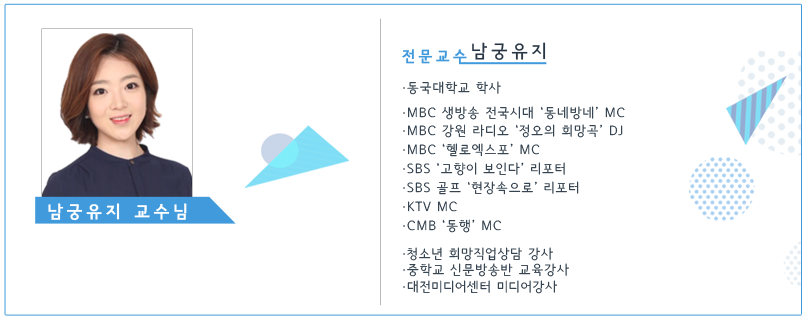 남궁유지 교수님
전문교수 남궁유지
·동국대학교 학사
·MBC 생방송 전국시대 ‘동네방네’ MC
·MBC 강원 라디오 ‘정오의 희망곡’ DJ
·MBC ‘헬로엑스포’ MC
·SBS ‘고향이 보인다’ 리포터
·SBS 골프 ‘현장속으로’ 리포터
·KTV MC
·CMB ‘동행’ MC
·청소년 희망직업상담 강사
·중학교 신문방송반 교육강사
·대전미디어센터 미디어강사